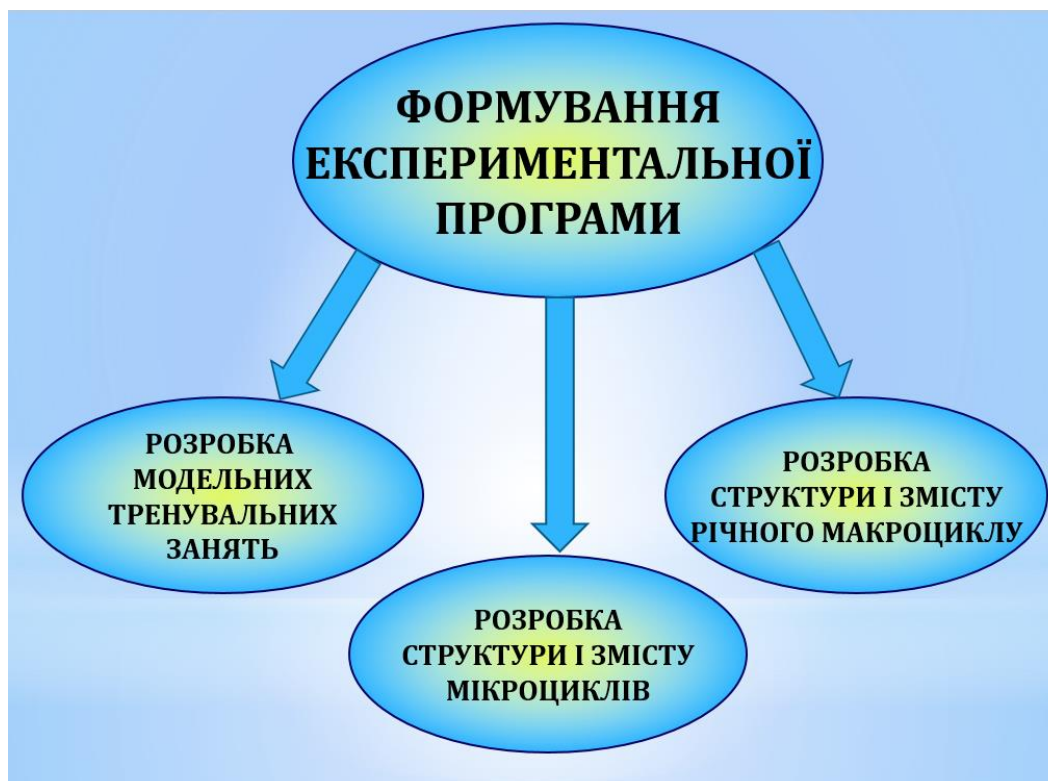 ФОРМУВАННЯ
ЕКСПЕРИМЕНТАЛЬНОЇ
ПРОГРАМИ
РОЗРОБКА
МОДЕЛЬНИХ
ТРЕНУВАЛЬНИХ
ЗАНЯТЬ
РОЗРОБКА
СТРУКТУРИ І ЗМІСТУ
МІКРОЦИКЛІВ
РОЗРОБКА
СТРУКТУРИ І ЗМІСТУ
РІЧНОГО МАКРОЦИКЛУ